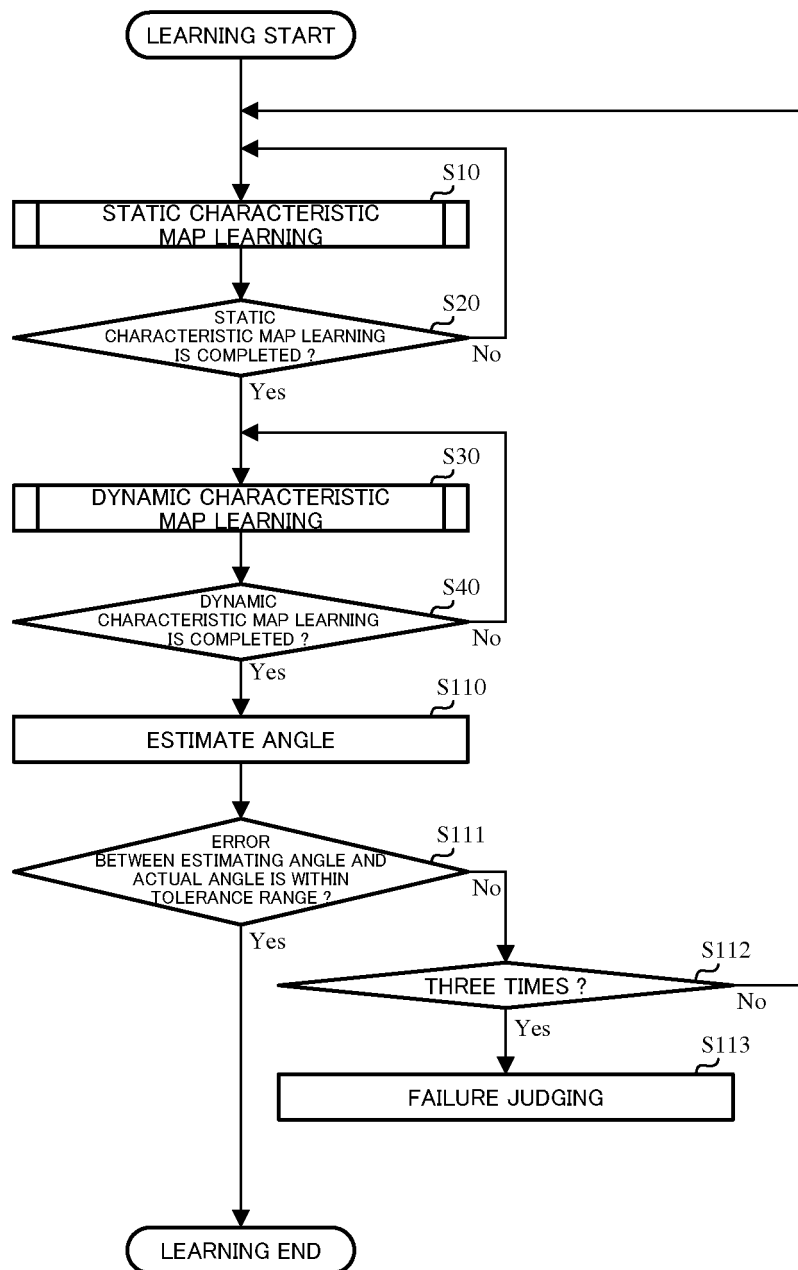 LEARNING START
S10
STATIC CHARACTERISTIC
MAP LEARNING
S20
STATIC
CHARACTERISTIC MAP LEARNING
IS COMPLETED ?
No
Yes
S30
DYNAMIC CHARACTERISTIC
MAP LEARNING
S40
DYNAMIC
CHARACTERISTIC MAP LEARNING
IS COMPLETED ?
No
Yes
S110
ESTIMATE ANGLE
S111
ERROR
BETWEEN ESTIMATING ANGLE AND
ACTUAL ANGLE IS WITHIN
TOLERANCE RANGE ?
No
Yes
S112
THREE TIMES ?
No
Yes
S113
FAILURE JUDGING
LEARNING END